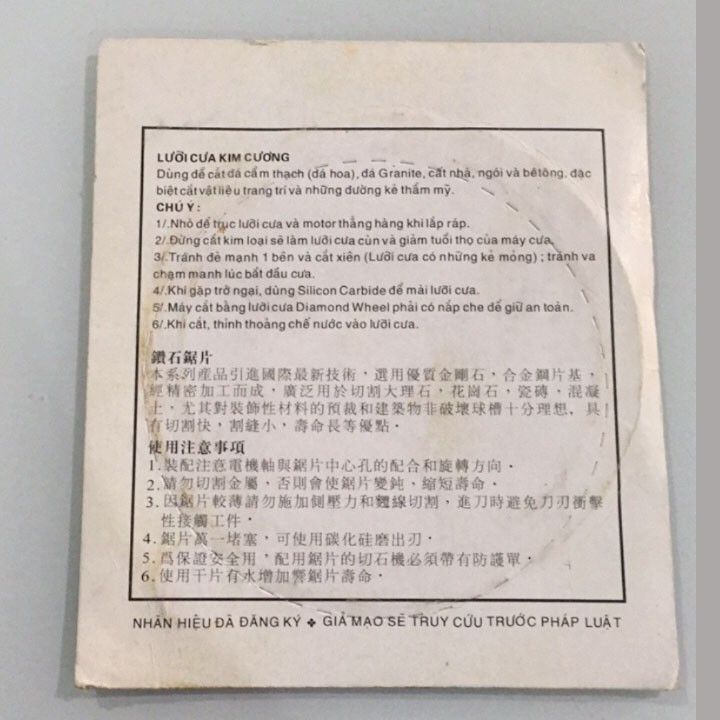 LƯỠI CƯA KIM CƯƠNG
Dùng để cắt đá cẩm thạch (đá hoa), đá Granite, cắt nhà, ngói và bêtông. đặc
biệt cắt vật liệu trang trí và những đường kẻ thẩm mỹ.
CHÚ Ý:
1/.Nhỏ để trục lưỡi cưa và motor thẳng hàng khi lắp ráp.
2/.Đừng cắt kim loại sẽ làm lưỡi cưa cùn và giảm tuổi thọ của máy cưa.
3/.Tránh đè mạnh 1 bên và cắt xiên (Lưỡi cưa có những kẻ mỏng) ; tránh va
chạm manh lúc bắt đầu cưa.
4/.Khi gặp trở ngại, dùng Silicon Carbide để mài lưỡi cưa.
5/.Máy cắt bằng lưỡi cưa Diamond Wheel phải có nắp che để giữ an toàn.
6/.Khi cắt, thỉnh thoảng chế nước vào lưỡi cưa.
鑽石鋸片
本系列産品引進國際最新技術，選用優質金剛石，合金鋼片基，
經精密加工而成，廣泛用於切割大理石，花崗石，瓷磚，混凝
土，尤其對裝飾性材料的預裁和建築物非破壞球槽十分理想，具
有切割快，割縫小，壽命長等優點．
使用注意事項
1.裝配注意電機軸與鋸片中心孔的配合和旋轉方向．
2.請勿切割金屬，否則會使鋸片變鈍，縮短壽命．
3.因鋸片較薄請勿施加側壓力和翹線切割，進刀時避免刀刃衝擊
性接觸工件．
4.鋸片萬一堵塞，可使用碳化硅磨出刃．
5.爲保證安全用，配用鋸片的切石機必須帶有防護單．
6.使用干片有水增加響鋸片壽命．
NHÃN HIỆU ĐÃ ĐĂNG KÝ ❖ GIẢ MẠO SẼ TRUY CỨU TRƯỚC PHÁP LUẬT